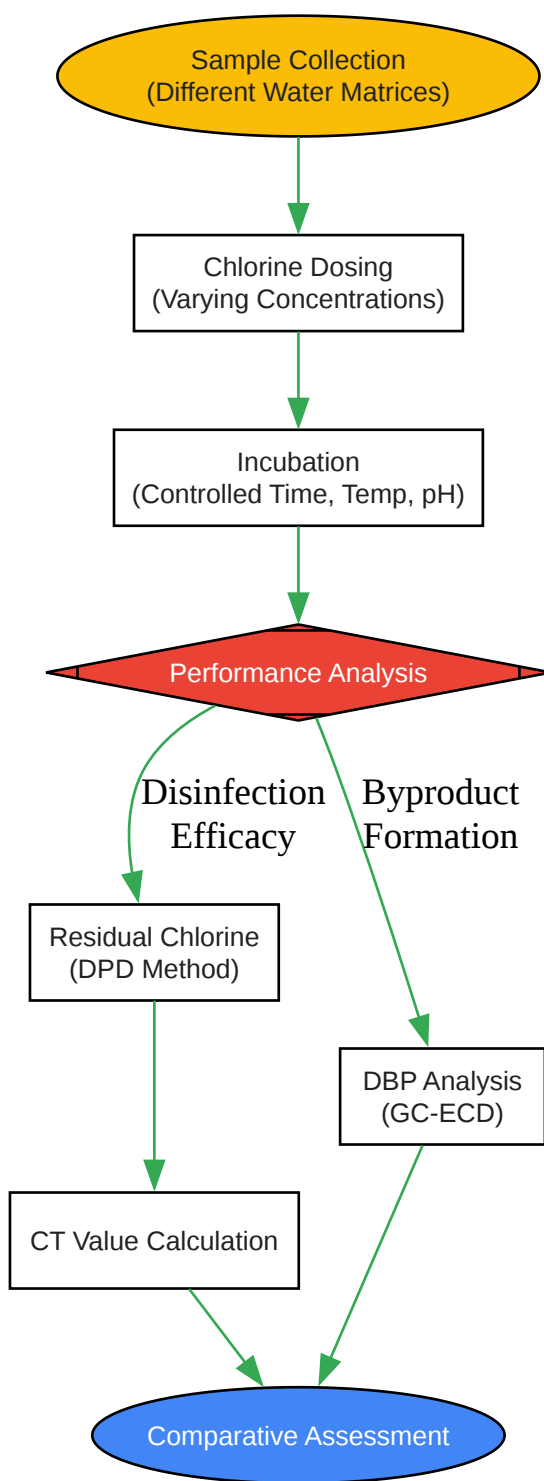 Sample Collection
(Different Water Matrices)
Chlorine Dosing
(Varying Concentrations)
Incubation
(Controlled Time, Temp, pH)
Performance Analysis
Disinfection
Efficacy
Byproduct
Formation
Residual Chlorine
(DPD Method)
DBP Analysis
(GC-ECD)
CT Value Calculation
Comparative Assessment